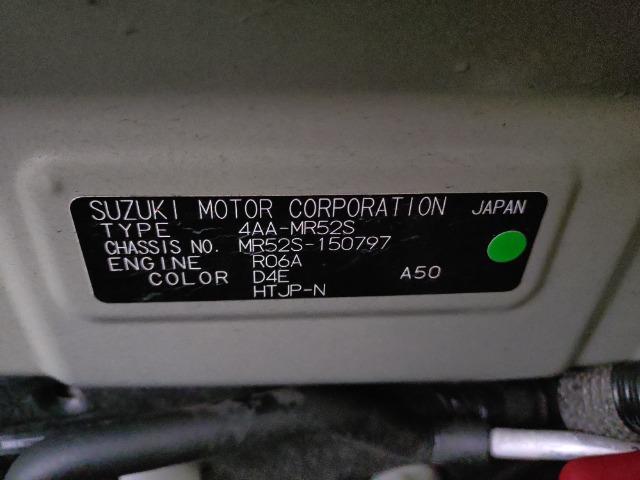 SUZUKI MOTOR CORPORATION JAPAN
TYPE 4AA-MR52S
CHASSIS NO. MR52S-150797
ENGINE R06A
COLOR D4E A50
HTJP-N